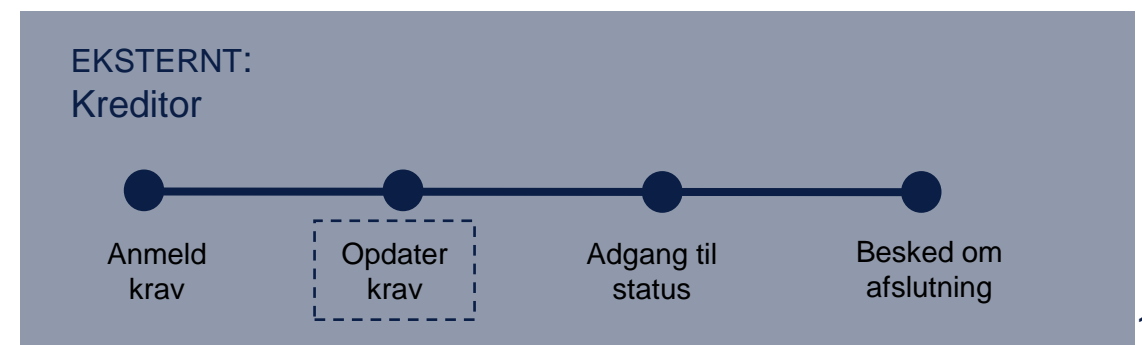 EKSTERNT:
Kreditor
Anmeld
krav
Opdater
krav
Adgang til
status
Besked om
afslutning